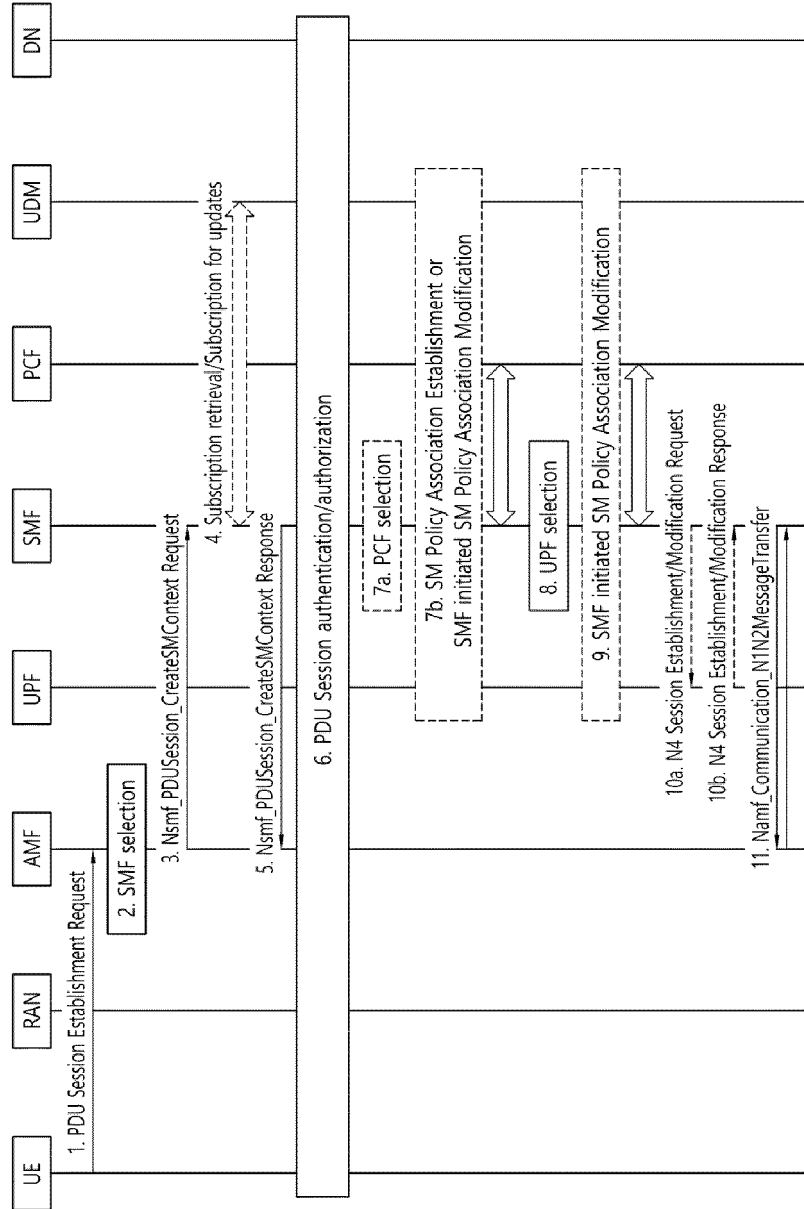 UE
RAN
AMF
UPF
SMF
PCF
UDM
DN
1. PDU Session Establishment Request
2. SMF selection
3. Nsmf_PDUSession_CreateSMContext Request
4. Subscription retrieval/Subscription for updates
5. Nsmf_PDUSession_CreateSMContext Response
6. PDU Session authentication/authorization
7a. PCF selection
7b. SM Policy Association Establishment or
SMF initiated SM Policy Association Modification
8. UPF selection
9. SMF initiated SM Policy Association Modification
10a. N4 Session Establishment/Modification Request
10b. N4 Session Establishment/Modification Response
11. Namf_Communication_N1N2MessageTransfer